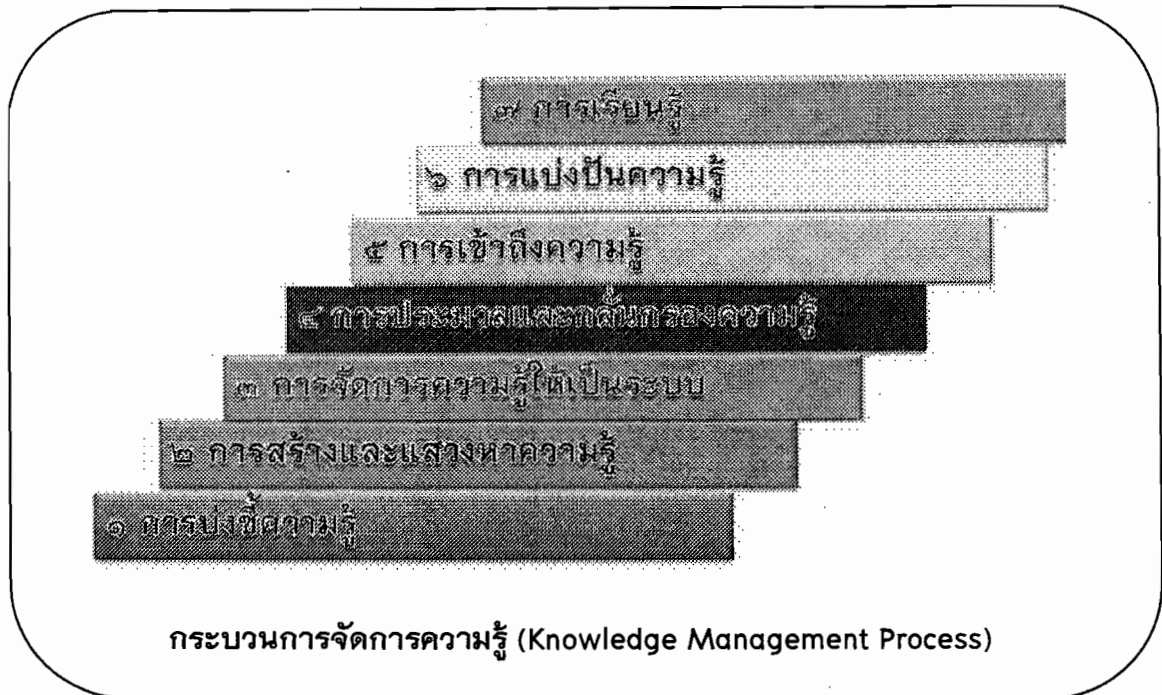 ๗ การเรียนรู้
๖ การแบ่งปันความรู้
๕ การเข้าถึงความรู้
๔ การประมวลและกลั่นกรองความรู้
๓ การจัดการความรู้ให้เป็นระบบ
๒ การสร้างและแสวงหาความรู้
๑ การบ่งชี้ความรู้
กระบวนการจัดการความรู้ (Knowledge Management Process)